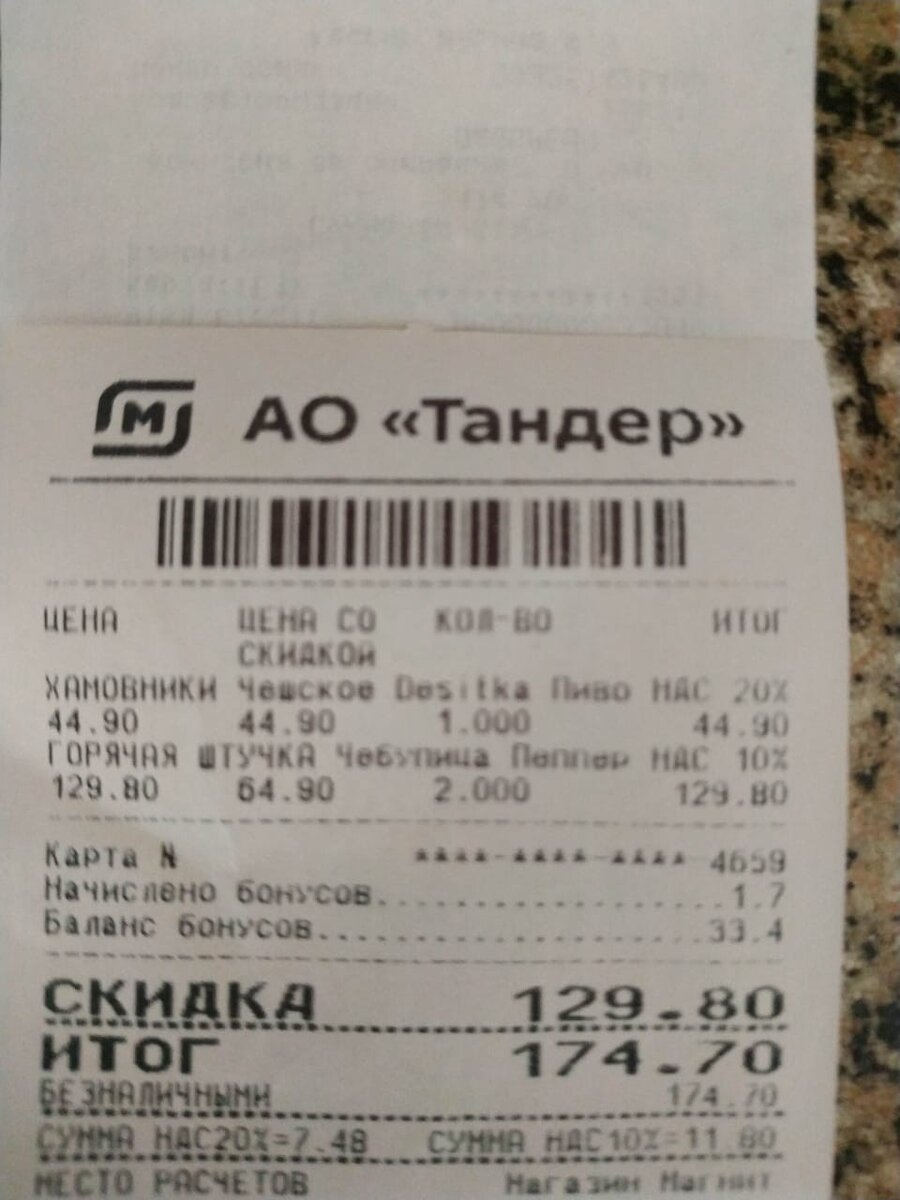 М АО «Тандер»
ЦЕНА ЦЕНА СО КОЛ-ВО ИТОГ
СКИДКОЙ
ХАМОВНИКИ Чешское Desitka Пиво НДС 20%
44.90 44.90 1.000 44.90
ГОРЯЧАЯ ШТУЧКА Чебупица Пеппер НДС 10%
129.80 64.90 2.000 129.80
Карта N ****-****-****-4659
Начислено бонусов......................1.7
Баланс бонусов.........................33.4
СКИДКА 129.80
ИТОГ 174.70
БЕЗНАЛИЧНЫМИ 174.70
СУММА НДС20%=7.48 СУММА НДС10%=11.80
МЕСТО РАСЧЕТОВ Магазин Магнит